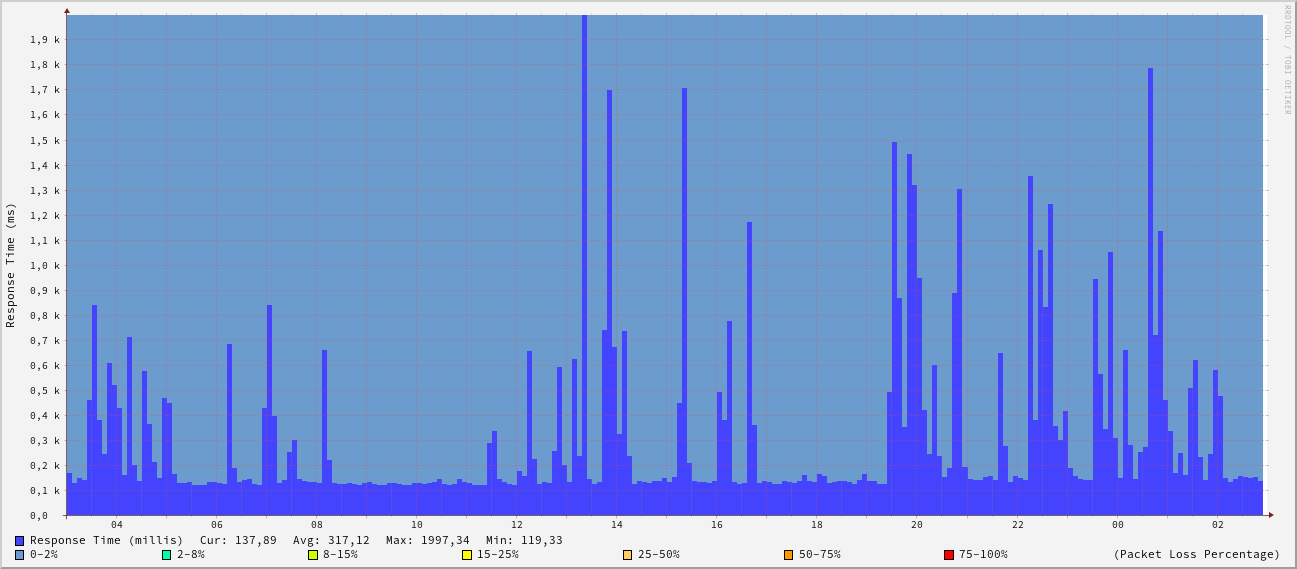 RRDTOOL / TOBI OETIKER
Response Time (ms)
1,9 k
1,8 k
1,7 k
1,6 k
1,5 k
1,4 k
1,3 k
1,2 k
1,1 k
1,0 k
0,9 k
0,8 k
0,7 k
0,6 k
0,5 k
0,4 k
0,3 k
0,2 k
0,1 k
0,0
04 06 08 10 12 14 16 18 20 22 00 02
Response Time (millis) Cur: 137,89 Avg: 317,12 Max: 1997,34 Min: 119,33
0-2% 2-8% 8-15% 15-25% 25-50% 50-75% 75-100% (Packet Loss Percentage)